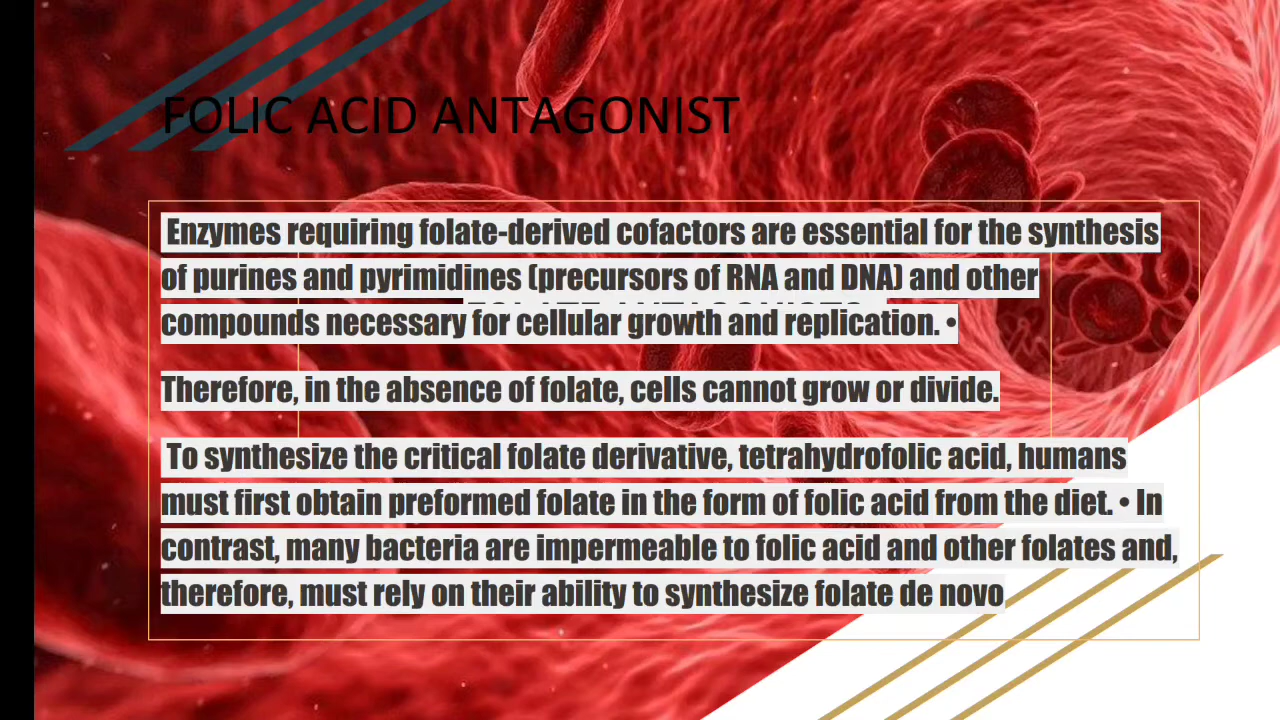 FOLIC ACID ANTAGONIST
Enzymes requiring folate-derived cofactors are essential for the synthesis
of purines and pyrimidines (precursors of RNA and DNA) and other
compounds necessary for cellular growth and replication. •
Therefore, in the absence of folate, cells cannot grow or divide.
To synthesize the critical folate derivative, tetrahydrofolic acid, humans
must first obtain preformed folate in the form of folic acid from the diet. • In
contrast, many bacteria are impermeable to folic acid and other folates and,
therefore, must rely on their ability to synthesize folate de novo